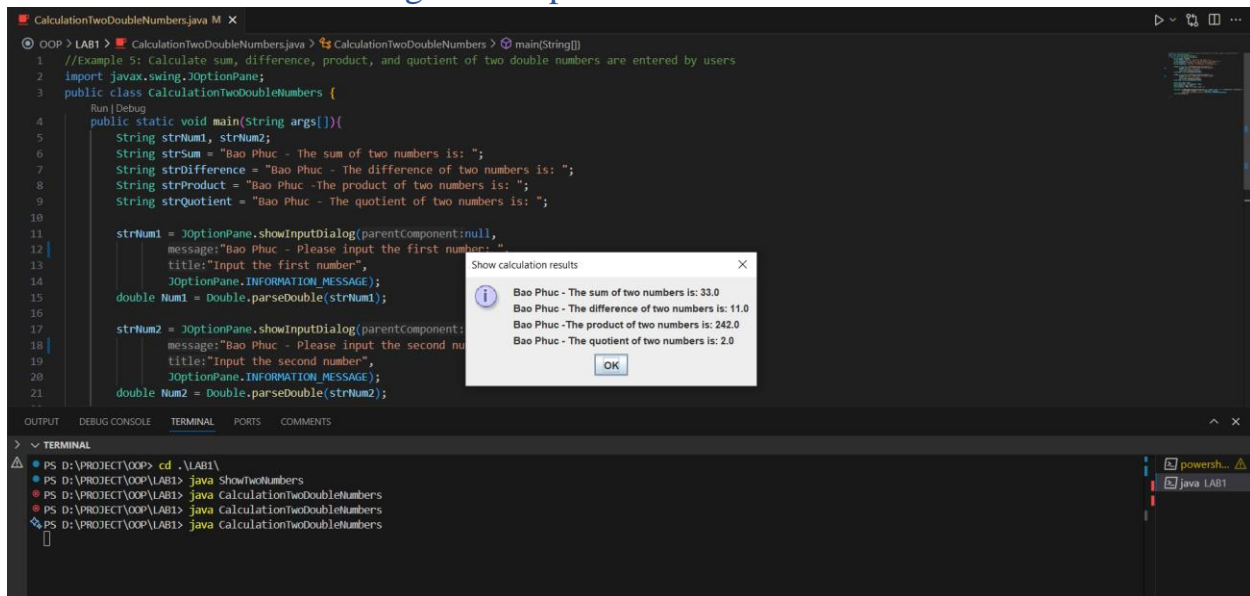 CalculationTwoDoubleNumbers.java M ×
OOP > LAB1 > CalculationTwoDoubleNumbers.java > CalculationTwoDoubleNumbers > main(String[])
1 //Example 5: Calculate sum, difference, product, and quotient of two double numbers are entered by users
2 import javax.swing.JOptionPane;
3 public class CalculationTwoDoubleNumbers {
Run | Debug
4 public static void main(String args[]){
5 String strNum1, strNum2;
6 String strSum = "Bao Phuc - The sum of two numbers is: ";
7 String strDifference = "Bao Phuc - The difference of two numbers is: ";
8 String strProduct = "Bao Phuc -The product of two numbers is: ";
9 String strQuotient = "Bao Phuc - The quotient of two numbers is: ";
10
11 strNum1 = JOptionPane.showInputDialog(parentComponent:null,
12 message:"Bao Phuc - Please input the first number: ",
13 title:"Input the first number",
14 JOptionPane.INFORMATION_MESSAGE);
15 double Num1 = Double.parseDouble(strNum1);
16
17 strNum2 = JOptionPane.showInputDialog(parentComponent:
18 message:"Bao Phuc - Please input the second nu
19 title:"Input the second number",
20 JOptionPane.INFORMATION_MESSAGE);
21 double Num2 = Double.parseDouble(strNum2);
Show calculation results
Bao Phuc - The sum of two numbers is: 33.0
Bao Phuc - The difference of two numbers is: 11.0
Bao Phuc -The product of two numbers is: 242.0
Bao Phuc - The quotient of two numbers is: 2.0
OK
OUTPUT DEBUG CONSOLE TERMINAL PORTS COMMENTS
TERMINAL
PS D:\PROJECT\OOP> cd .\LAB1\
PS D:\PROJECT\OOP\LAB1> java ShowTwoNumbers
PS D:\PROJECT\OOP\LAB1> java CalculationTwoDoubleNumbers
PS D:\PROJECT\OOP\LAB1> java CalculationTwoDoubleNumbers
PS D:\PROJECT\OOP\LAB1> java CalculationTwoDoubleNumbers
powersh...
java LAB1